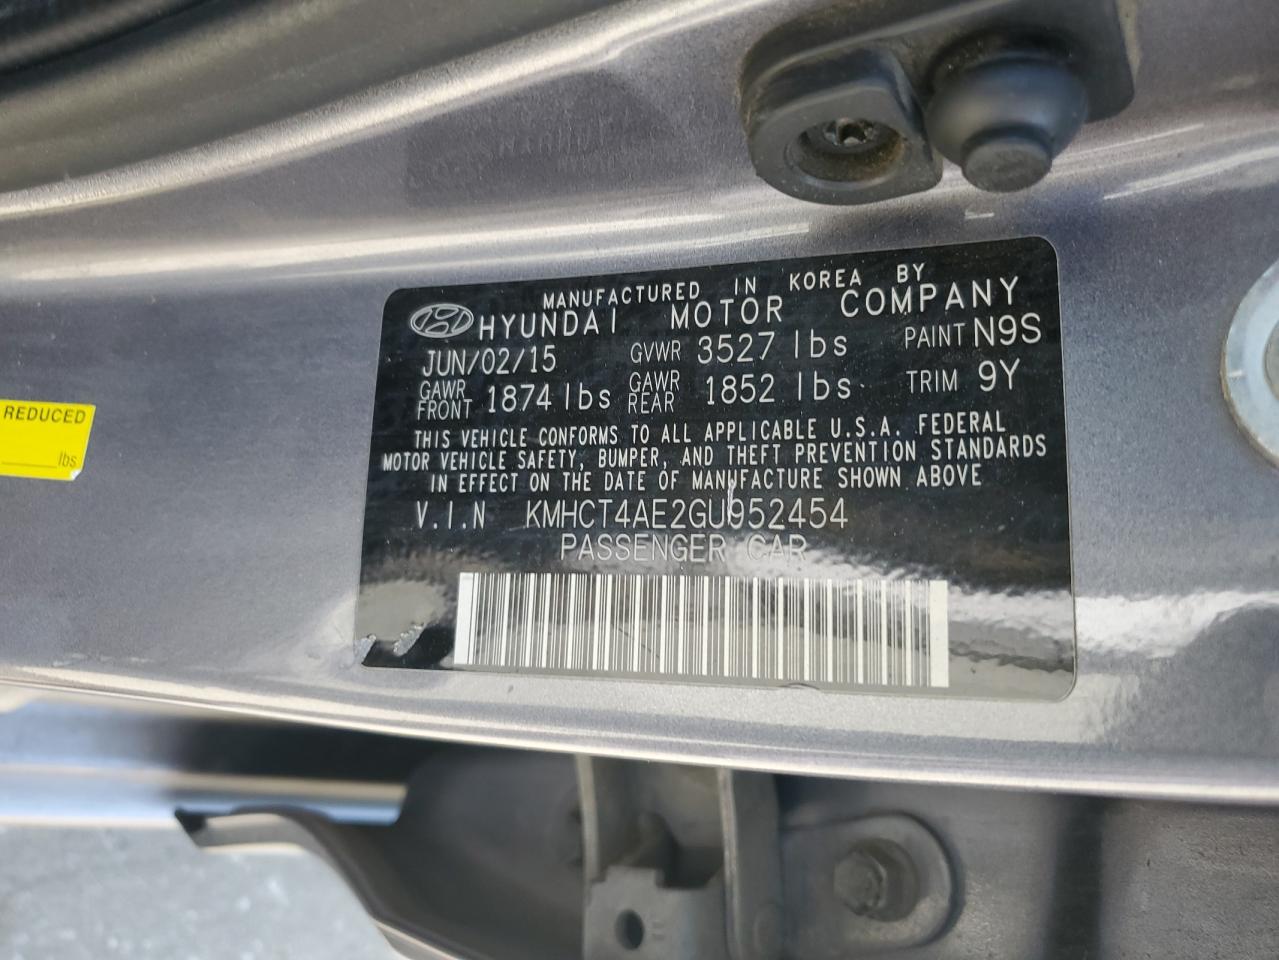 MANUFACTURED IN KOREA BY
HYUNDAI MOTOR COMPANY
JUN/02/15 GVWR 3527 lbs PAINT N9S
GAWR FRONT 1874 lbs GAWR REAR 1852 lbs TRIM 9Y
THIS VEHICLE CONFORMS TO ALL APPLICABLE U.S.A. FEDERAL
MOTOR VEHICLE SAFETY, BUMPER, AND THEFT PREVENTION STANDARDS
IN EFFECT ON THE DATE OF MANUFACTURE SHOWN ABOVE
V.I.N KMHCT4AE2GU952454
PASSENGER CAR
REDUCED
lbs